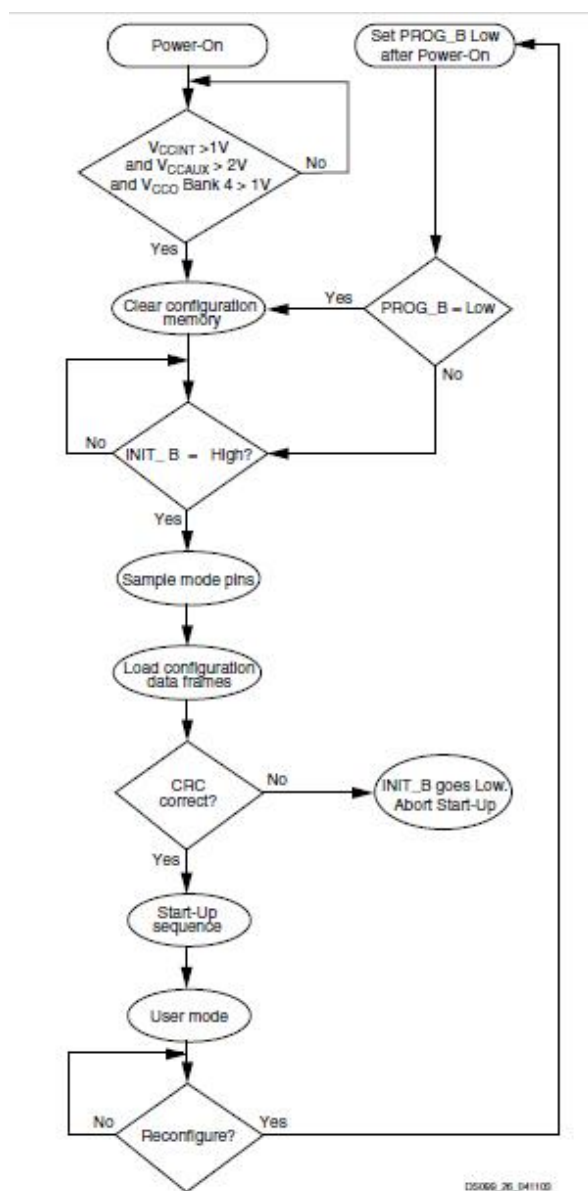 Power-On
Set PROG_B Low
after Power-On
VCCINT >1V
and VCCAUX > 2V
and VCCO Bank 4 > 1V
No
Yes
Clear configuration
memory
Yes
PROG_B = Low
No
No
INIT_ B = High?
Yes
Sample mode pins
Load configuration
data frames
CRC
correct?
No
INIT_B goes Low.
Abort Start-Up
Yes
Start-Up
sequence
User mode
No
Reconfigure?
Yes
DS099_26_041103